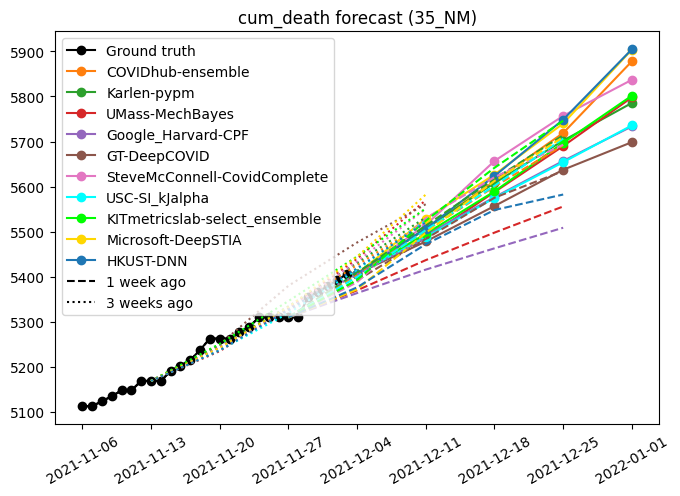 cum_death forecast (35_NM)
5900
5800
5700
5600
5500
5400
5300
5200
5100
Ground truth
COVIDhub-ensemble
Karlen-pypm
UMass-MechBayes
Google_Harvard-CPF
GT-DeepCOVID
SteveMcConnell-CovidComplete
USC-SI_kJalpha
KITmetricslab-select_ensemble
Microsoft-DeepSTIA
HKUST-DNN
1 week ago
3 weeks ago
2021-11-06
2021-11-13
2021-11-20
2021-11-27
2021-12-04
2021-12-11
2021-12-18
2021-12-25
2022-01-01